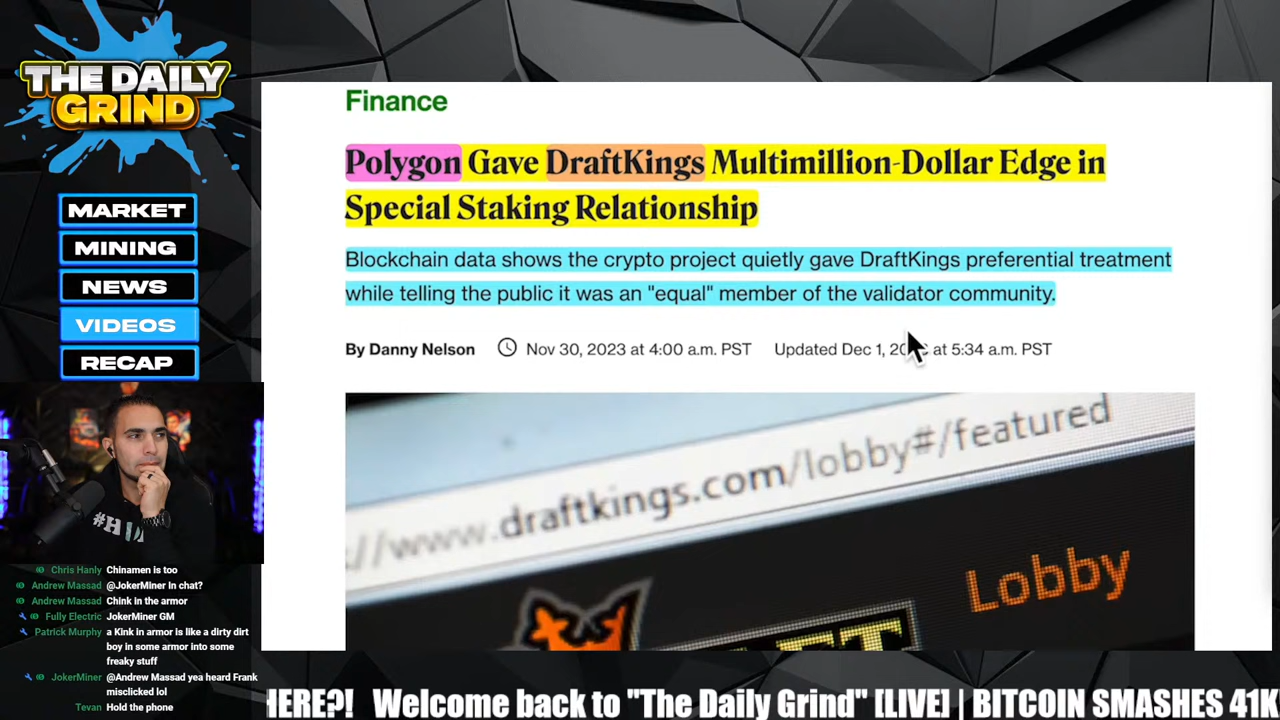 THE DAILY
GRIND
MARKET
MINING
NEWS
VIDEOS
RECAP
Finance
Polygon Gave DraftKings Multimillion-Dollar Edge in
Special Staking Relationship
Blockchain data shows the crypto project quietly gave DraftKings preferential treatment
while telling the public it was an "equal" member of the validator community.
By Danny Nelson Nov 30, 2023 at 4:00 a.m. PST Updated Dec 1, at 5:34 a.m. PST
://www.draftkings.com/lobby#/featured
Lobby
Chris Hanly Chinamen is too
Andrew Massad @JokerMiner In chat?
Andrew Massad Chink in the armor
Fully Electric JokerMiner GM
Patrick Murphy a Kink in armor is like a dirty dirt
boy in some armor into some
freaky stuff
JokerMiner @Andrew Massad yea heard Frank
misclicked lol
Tevan Hold the phone
HERE?! Welcome back to "The Daily Grind" [LIVE] | BITCOIN SMASHES 41K